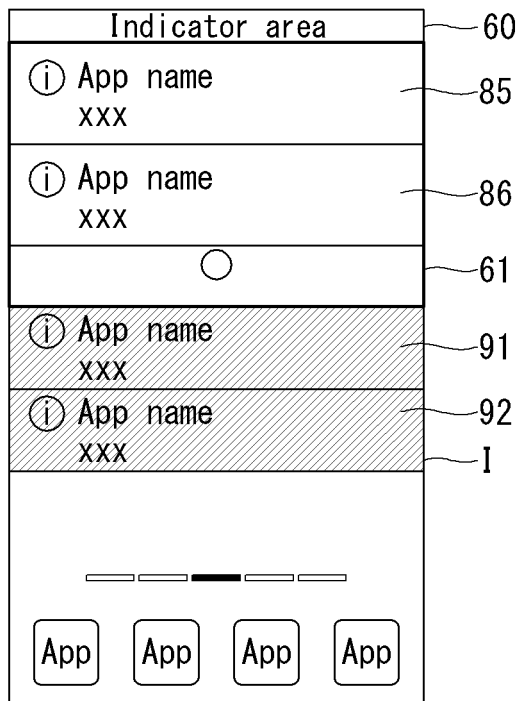 Indicator area 60
i App name 85
xxx
i App name 86
xxx
61
i App name 91
xxx
i App name 92
xxx
I
App App App App